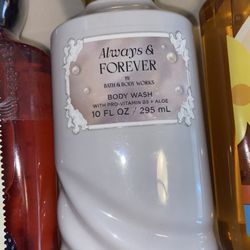 Always &
FOREVER
BY
BATH & BODY WORKS
BODY WASH
WITH PRO-VITAMIN B5 + ALOE
10 FL OZ / 295 mL